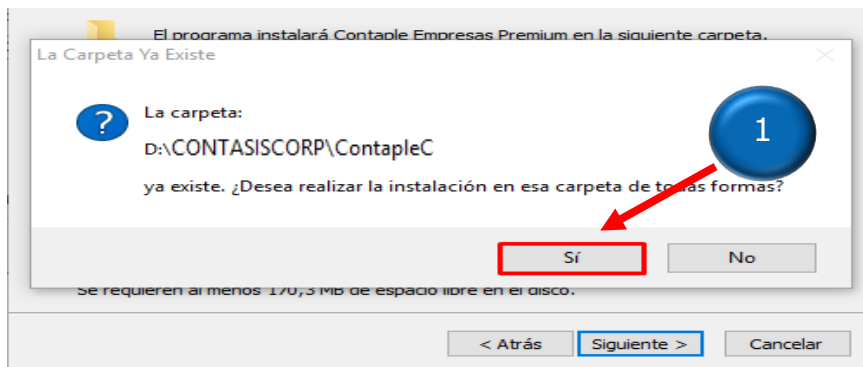 El programa instalará Contaple Empresas Premium en la siguiente carpeta.
La Carpeta Ya Existe
La carpeta:
1
D:\CONTASISCORP\ContapleC
ya existe. ¿Desea realizar la instalación en esa carpeta de todas formas?
Sí No
Se requieren al menos 170,3 MB de espacio libre en el disco.
< Atrás Siguiente > Cancelar